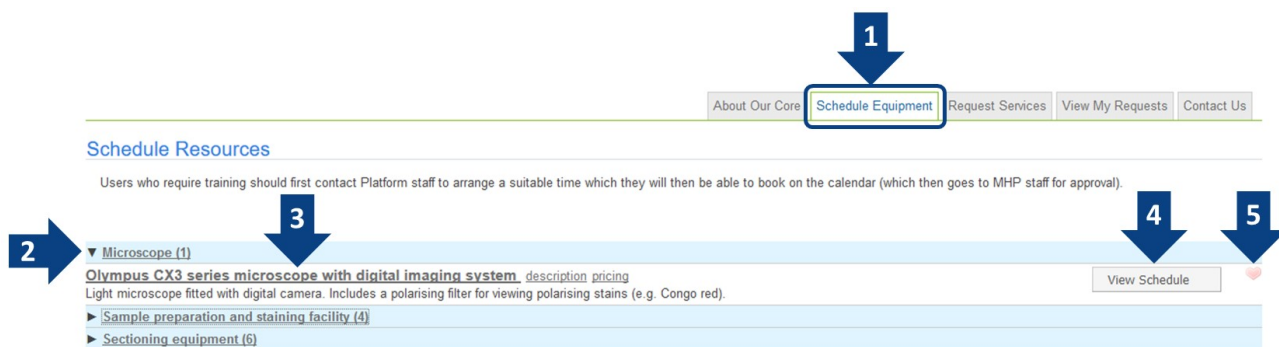 1
About Our Core Schedule Equipment Request Services View My Requests Contact Us
Schedule Resources
Users who require training should first contact Platform staff to arrange a suitable time which they will then be able to book on the calendar (which then goes to MHP staff for approval).
3
4
5
2
▼ Microscope (1)
Olympus CX3 series microscope with digital imaging system description pricing
View Schedule
Light microscope fitted with digital camera. Includes a polarising filter for viewing polarising stains (e.g. Congo red).
► Sample preparation and staining facility (4)
► Sectioning equipment (6)